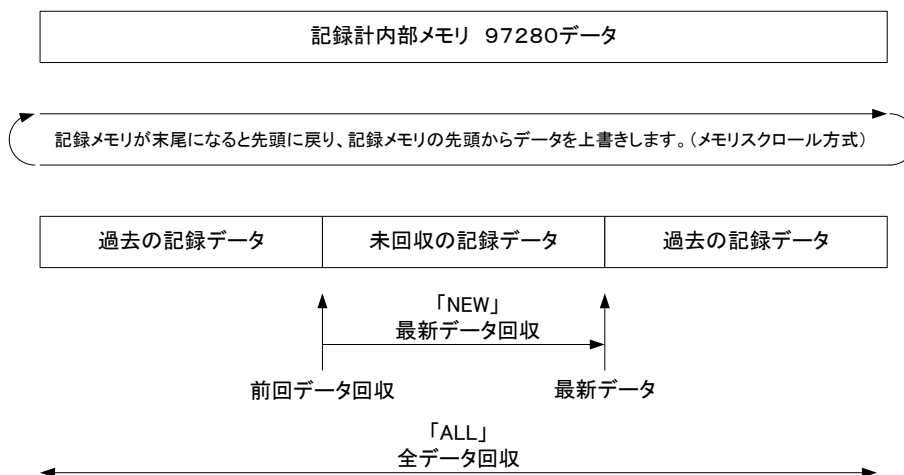 記録計内部メモリ　９７２８０データ
記録メモリが末尾になると先頭に戻り、記録メモリの先頭からデータを上書きします。（メモリスクロール方式）
過去の記録データ　未回収の記録データ　過去の記録データ
「NEW」
最新データ回収
前回データ回収　最新データ
「ALL」
全データ回収